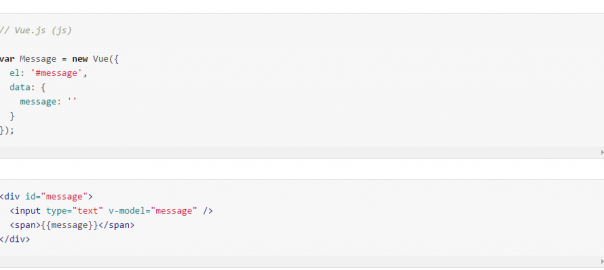 // Vue.js (js)
var Message = new Vue({
  el: '#message',
  data: {
    message: ''
  }
});
<div id="message">
  <input type="text" v-model="message" />
  <span>{{message}}</span>
</div>